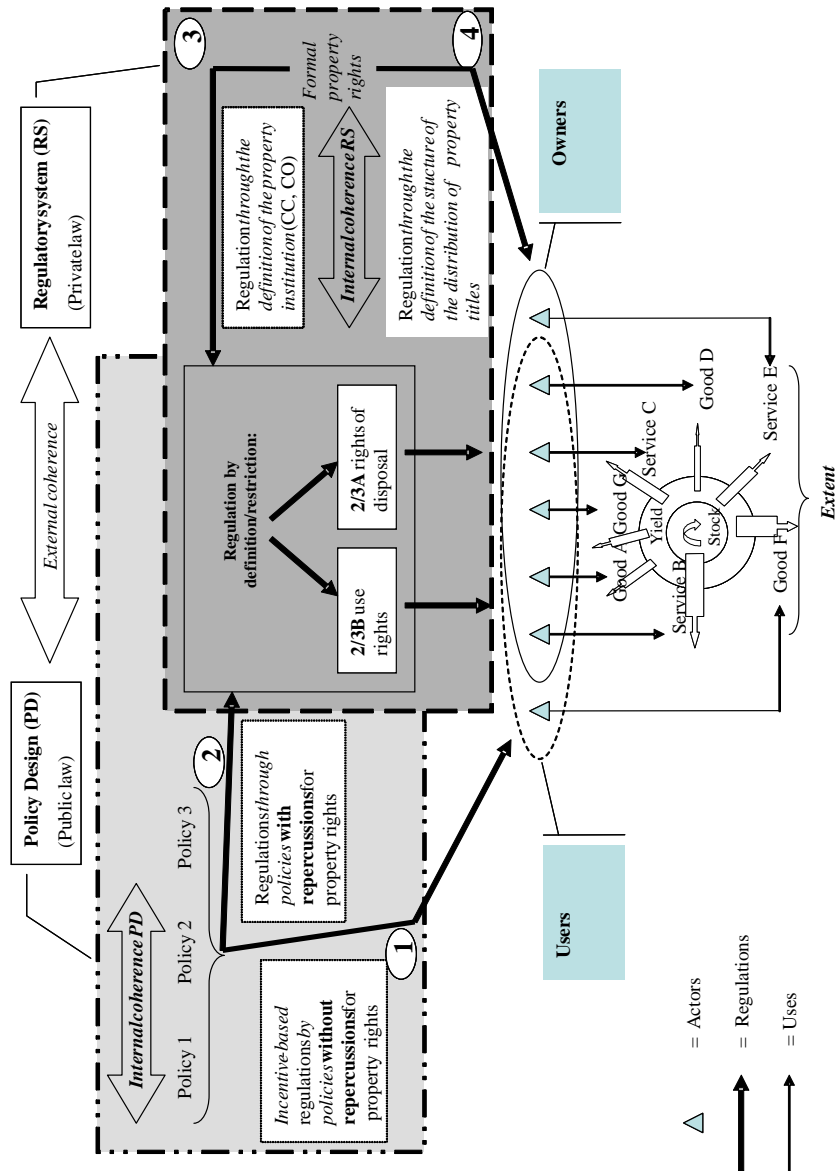 Policy Design (PD)
(Public law)
External coherence
Regulatory system (RS)
(Private law)
Internal coherence PD
Policy 1
Policy 2
Policy 3
Incentive-based
regulations by
policies without
repercussions for
property rights
1
Regulations through
policies with
repercussions for
property rights
2
Regulation by
definition/restriction:
2/3B use
rights
2/3A rights of
disposal
Regulation through the
definition of the property
institution (CC, CO)
3
Internal coherence RS
Formal
property
rights
Regulation through the
definition of the stucture of
the distribution of property
titles
4
Users
Owners
Service B
Good A
Good G
Service C
Good D
Yield
Stock
Good F
Service E
Extent
= Actors
= Regulations
= Uses